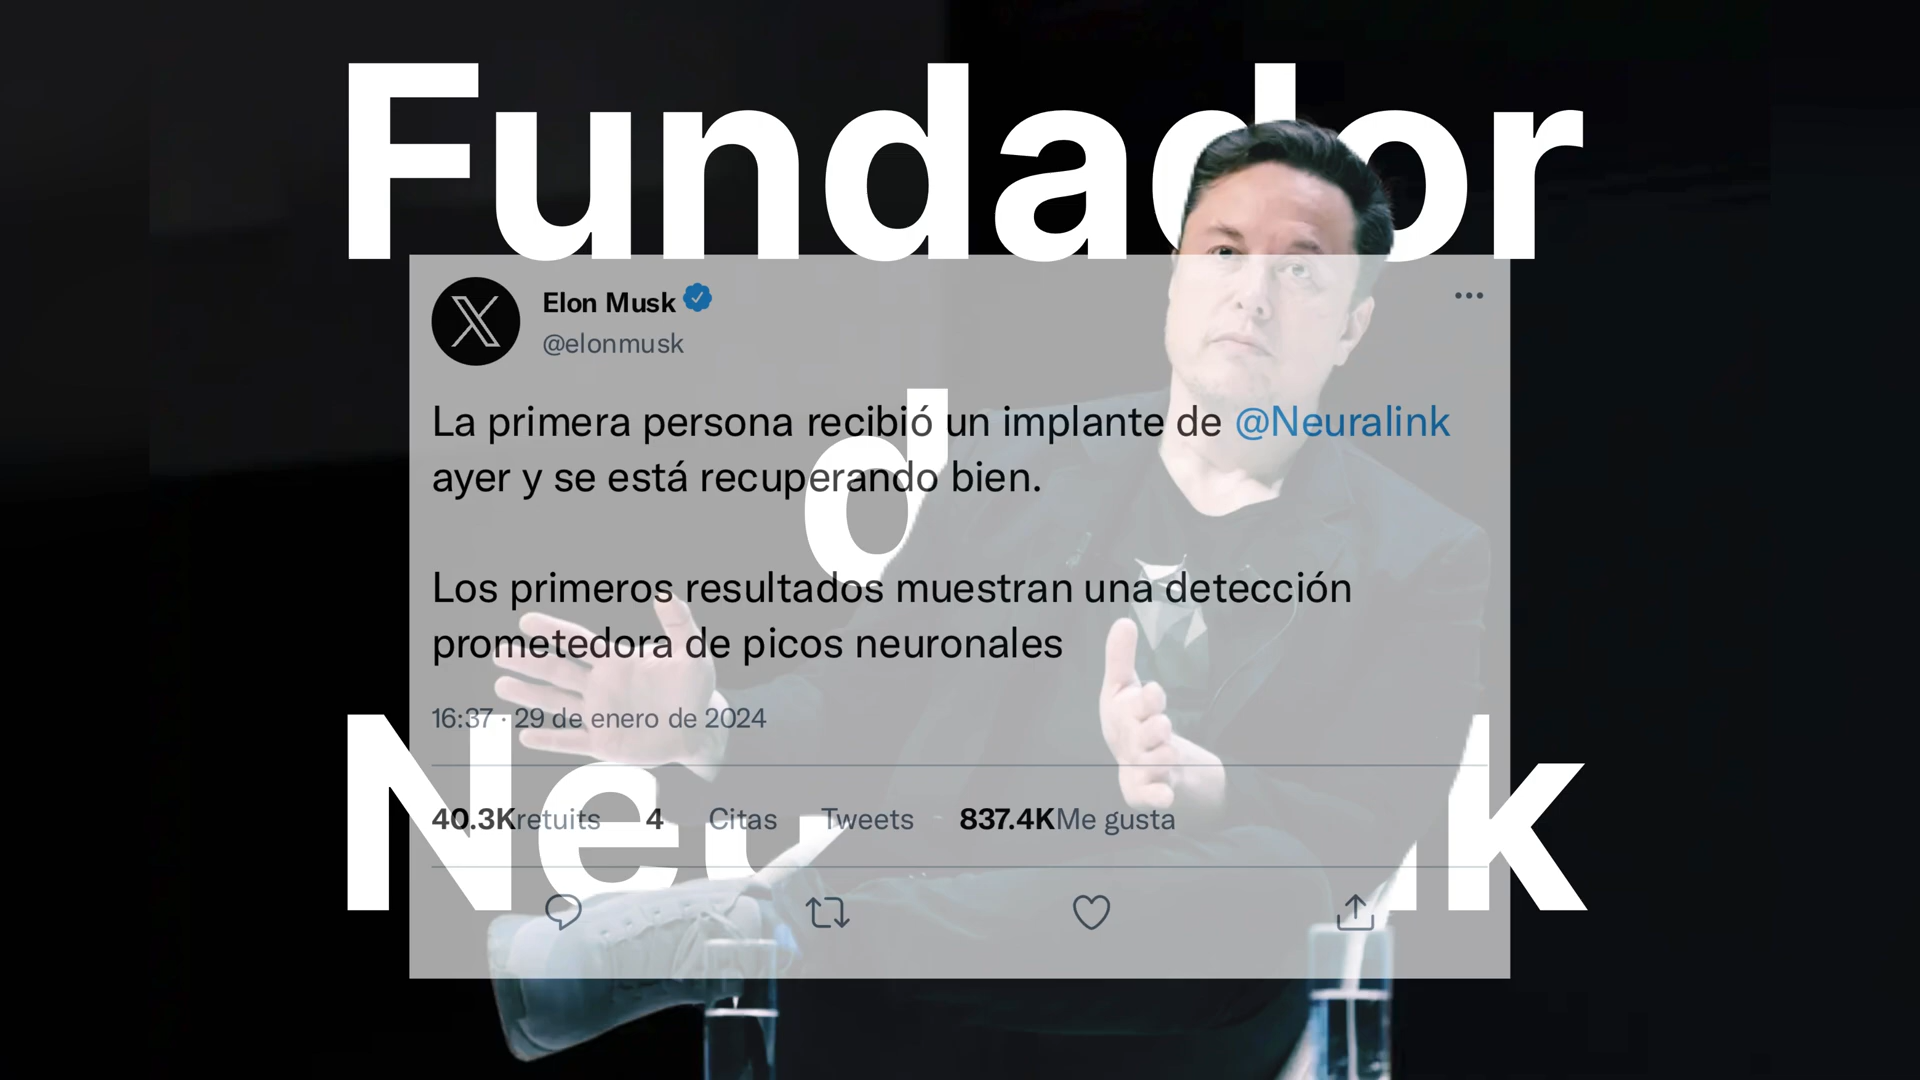 Fundador
d
Elon Musk
@elonmusk
La primera persona recibió un implante de @Neuralink
ayer y se está recuperando bien.
Los primeros resultados muestran una detección
prometedora de picos neuronales
16:37 · 29 de enero de 2024
40.3Kretuits 4 Citas Tweets 837.4KMe gusta